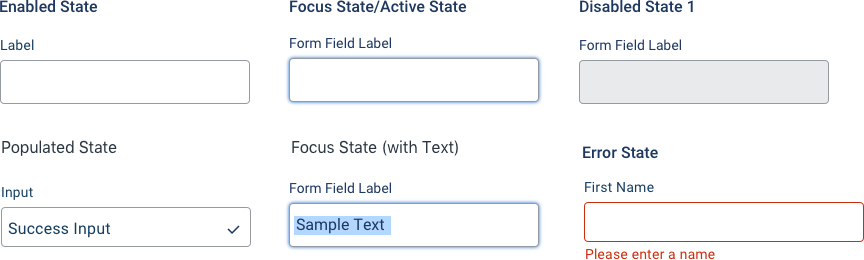 Enabled State
Focus State/Active State
Disabled State 1
Label
Form Field Label
Form Field Label
Populated State
Focus State (with Text)
Error State
Input
Form Field Label
First Name
Success Input
Sample Text
Please enter a name